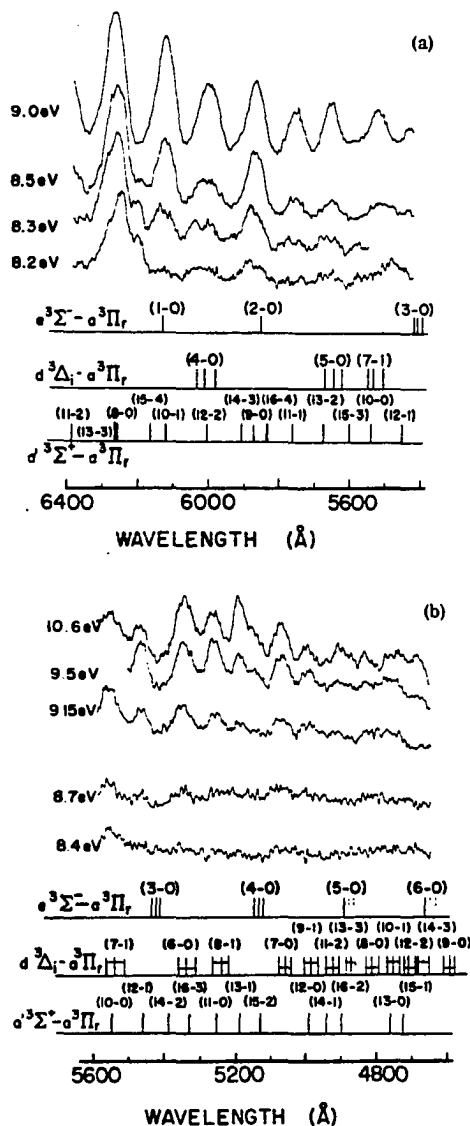 (a)
9.0eV
8.5eV
8.3eV
8.2eV
e³Σ⁻-a³Πr (1-0) (2-0) (3-0)
(4-0) (5-0) (7-1)
d³Δi-a³Πr
(15-4) (14-3) (16-4) (13-2) (10-0)
(11-2) (8-0) (10-1) (12-2) (9-0) (11-1) (15-3) (12-1)
(13-3)
d'³Σ⁺-a³Πr
6400 6000 5600
WAVELENGTH (Å)
(b)
10.6eV
9.5eV
9.15eV
8.7eV
8.4eV
(3-0) (4-0) (5-0) (6-0)
e³Σ⁻-a³Πr
(9-1) (13-3) (10-1) (14-3)
(7-1) (6-0) (8-1) (7-0) (11-2) (8-0) (12-2) (9-0)
d³Δi-a³Πr
(12-1) (16-3) (13-1) (12-0) (16-2) (15-1)
(10-0) (14-2) (11-0) (15-2) (14-1) (13-0)
a'³Σ⁺-a³Πr
5600 5200 4800
WAVELENGTH (Å)